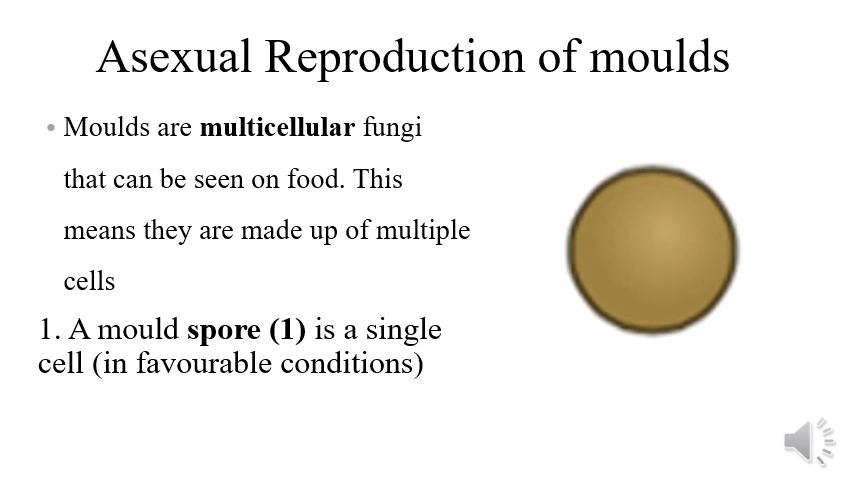 Asexual Reproduction of moulds
• Moulds are multicellular fungi
that can be seen on food. This
means they are made up of multiple
cells
1. A mould spore (1) is a single
cell (in favourable conditions)